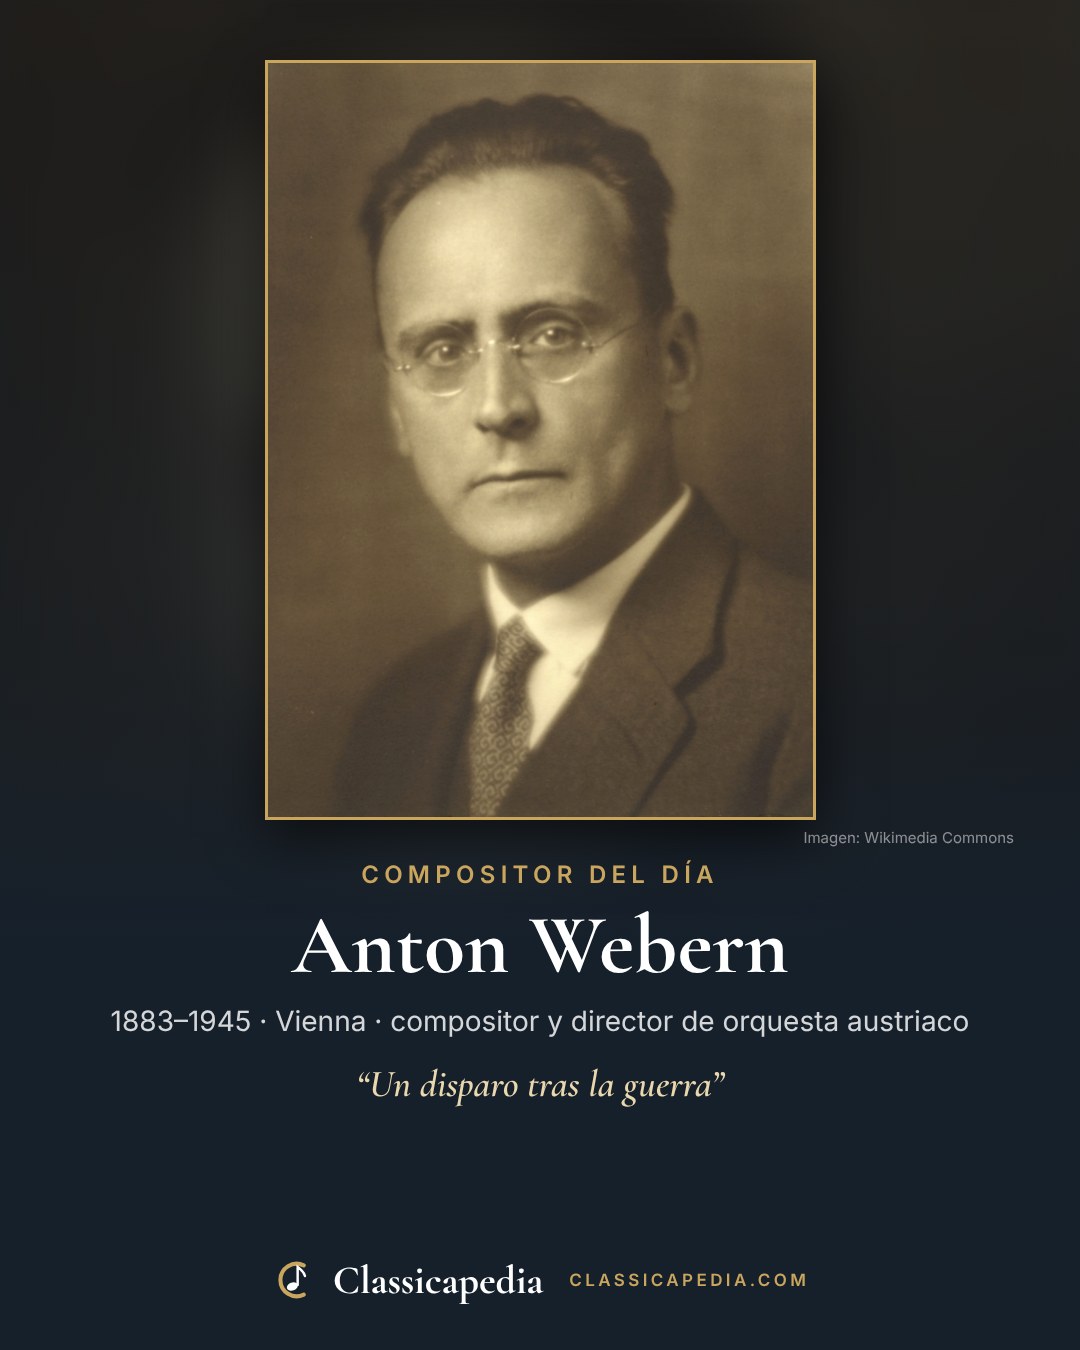 Imagen: Wikimedia Commons
COMPOSITOR DEL DÍA
Anton Webern
1883–1945 · Vienna · compositor y director de orquesta austriaco
“Un disparo tras la guerra”
Classicapedia CLASSICAPEDIA.COM